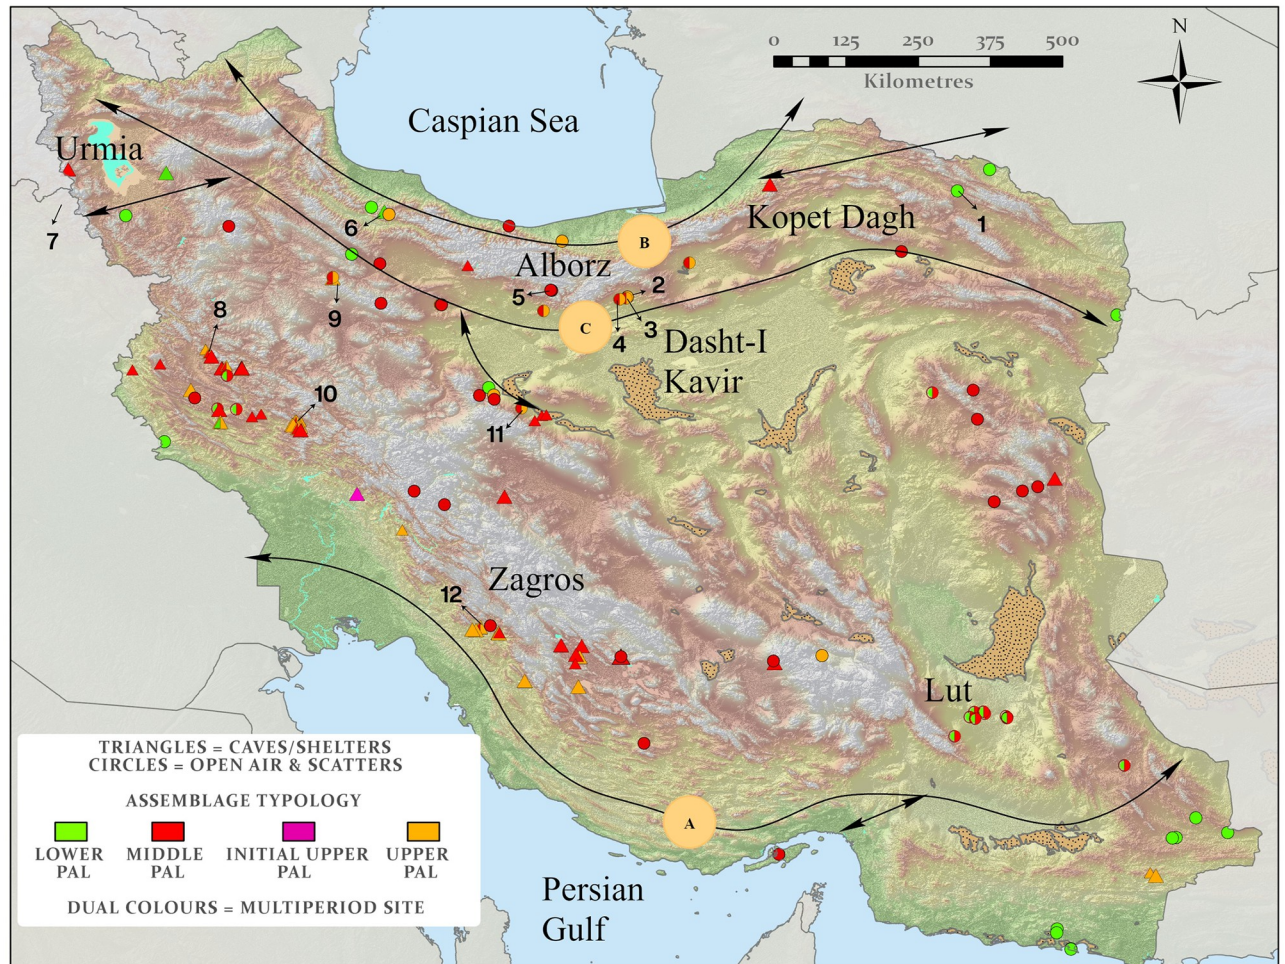 N
0 125 250 375 500
Kilometres
Caspian Sea
Urmia
Kopet Dagh
1
6
7
B
Alborz
5
2
3
4
C
9
8
Dasht-I
Kavir
10
11
Zagros
12
Lut
A
Persian
Gulf
TRIANGLES = CAVES/SHELTERS
CIRCLES = OPEN AIR & SCATTERS
ASSEMBLAGE TYPOLOGY
LOWER PAL
MIDDLE PAL
INITIAL UPPER PAL
UPPER PAL
DUAL COLOURS = MULTIPERIOD SITE